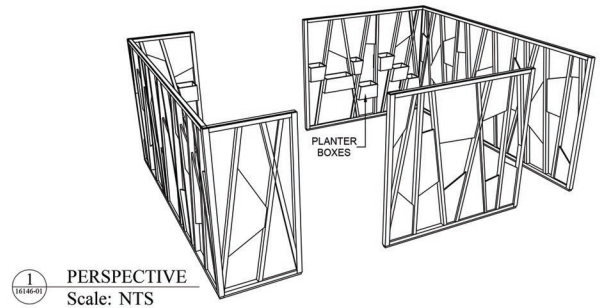 PLANTER
BOXES
1
16146-01
PERSPECTIVE
Scale: NTS